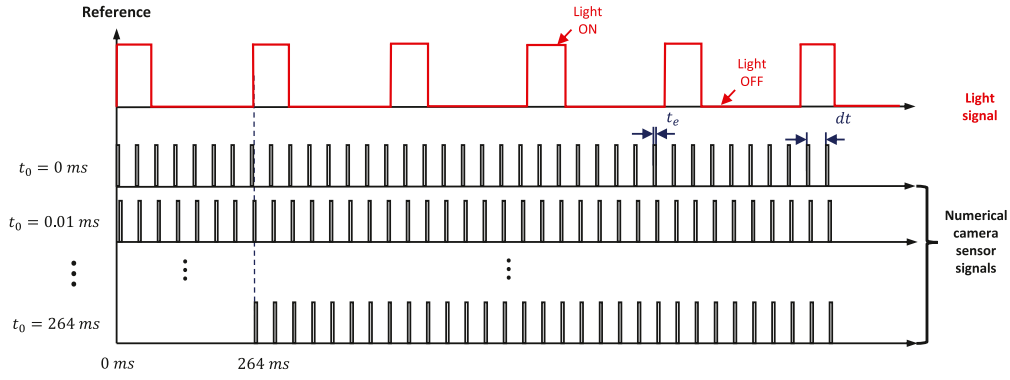 Reference
Light
ON
Light
OFF
Light
signal
t_e
dt
t_0 = 0 ms
t_0 = 0.01 ms
Numerical
camera
sensor
signals
t_0 = 264 ms
0 ms
264 ms